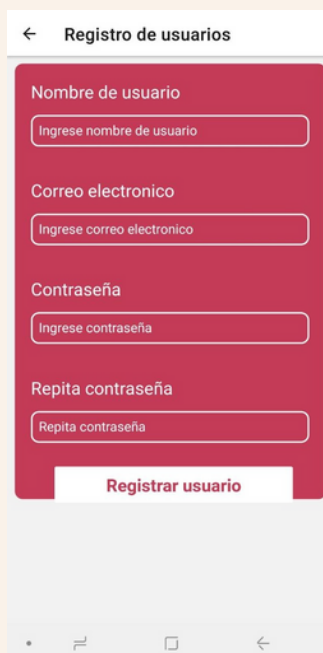 Registro de usuarios
Nombre de usuario
Ingrese nombre de usuario
Correo electronico
Ingrese correo electronico
Contraseña
Ingrese contraseña
Repita contraseña
Repita contraseña
Registrar usuario